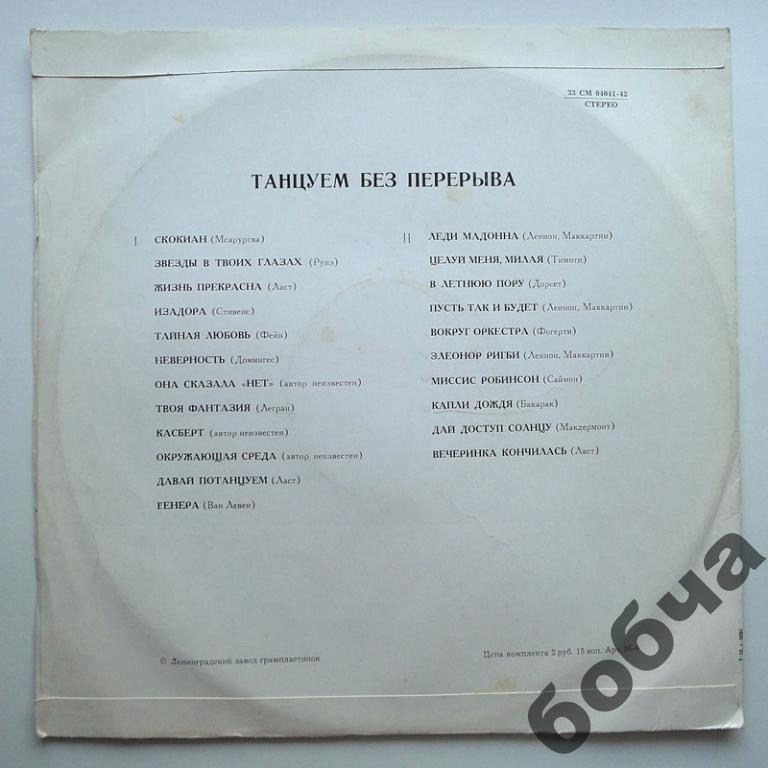 33 СМ 04041-42
СТЕРЕО
ТАНЦУЕМ БЕЗ ПЕРЕРЫВА
I СКОКИАН (Мсарургва)
ЗВЕЗДЫ В ТВОИХ ГЛАЗАХ (Руиз)
ЖИЗНЬ ПРЕКРАСНА (Ласт)
ИЗАДОРА (Стивенс)
ТАЙНАЯ ЛЮБОВЬ (Фейн)
НЕВЕРНОСТЬ (Домингес)
ОНА СКАЗАЛА «НЕТ» (автор неизвестен)
ТВОЯ ФАНТАЗИЯ (Легран)
КАСБЕРТ (автор неизвестен)
ОКРУЖАЮЩАЯ СРЕДА (автор неизвестен)
ДАВАЙ ПОТАНЦУЕМ (Ласт)
ВЕНЕРА (Ван Левен)
II ЛЕДИ МАДОННА (Леннон, Маккартни)
ЦЕЛУЙ МЕНЯ, МИЛАЯ (Тимоти)
В ЛЕТНЮЮ ПОРУ (Дорсет)
ПУСТЬ ТАК И БУДЕТ (Леннон, Маккартни)
ВОКРУГ ОРКЕСТРА (Фогерти)
ЭЛЕОНОР РИГБИ (Леннон, Маккартни)
МИССИС РОБИНСОН (Саймон)
КАПЛИ ДОЖДЯ (Бакарак)
ДАЙ ДОСТУП СОЛНЦУ (Макдермонт)
ВЕЧЕРИНКА КОНЧИЛАСЬ (Ласт)
© Ленинградский завод грампластинок
Цена комплекта 2 руб. 15 коп. Арт.
бобча